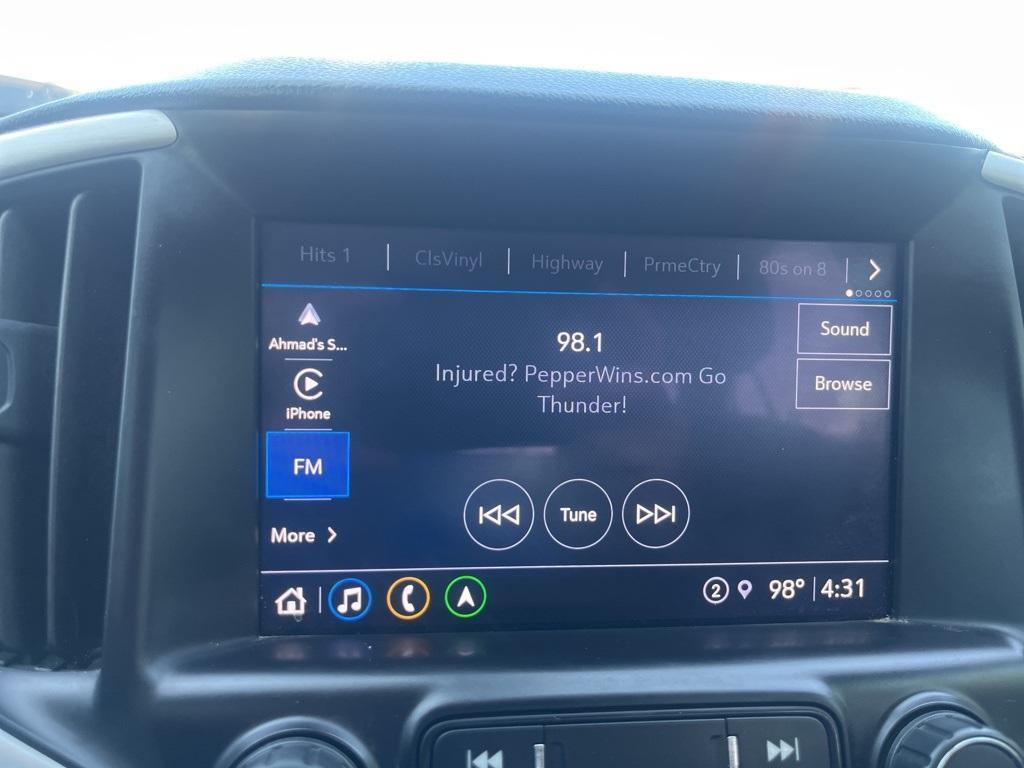 Hits 1
ClsVinyl
Highway
PrmeCtry
80s on 8
Ahmad's S...
iPhone
FM
More
98.1
Injured? PepperWins.com Go
Thunder!
Sound
Browse
Tune
2
98°
4:31